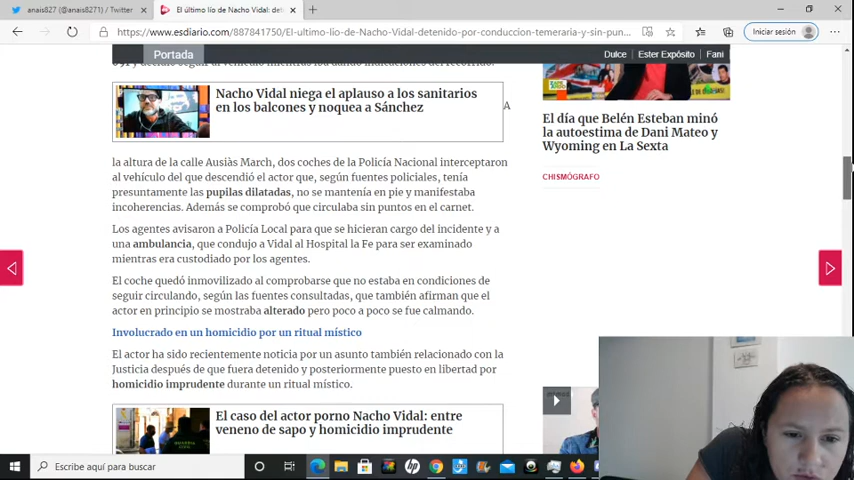 anais827 (@anais8271) / Twitter
El último lío de Nacho Vidal: det
https://www.esdiario.com/887841750/El-ultimo-lio-de-Nacho-Vidal-detenido-por-conduccion-temeraria-y-sin-pun...
Iniciar sesión
Portada
Dulce
Ester Expósito
Fani
Nacho Vidal niega el aplauso a los sanitarios
en los balcones y noquea a Sánchez
A
la altura de la calle Ausiàs March, dos coches de la Policía Nacional interceptaron
al vehículo del que descendió el actor que, según fuentes policiales, tenía
presuntamente las pupilas dilatadas, no se mantenía en pie y manifestaba
incoherencias. Además se comprobó que circulaba sin puntos en el carnet.
Los agentes avisaron a Policía Local para que se hicieran cargo del incidente y a
una ambulancia, que condujo a Vidal al Hospital la Fe para ser examinado
mientras era custodiado por los agentes.
El coche quedó inmovilizado al comprobarse que no estaba en condiciones de
seguir circulando, según las fuentes consultadas, que también afirman que el
actor en principio se mostraba alterado pero poco a poco se fue calmando.
Involucrado en un homicidio por un ritual místico
El actor ha sido recientemente noticia por un asunto también relacionado con la
Justicia después de que fuera detenido y posteriormente puesto en libertad por
homicidio imprudente durante un ritual místico.
El caso del actor porno Nacho Vidal: entre
veneno de sapo y homicidio imprudente
El día que Belén Esteban minó
la autoestima de Dani Mateo y
Wyoming en La Sexta
CHISMÓGRAFO
Escribe aquí para buscar
hp